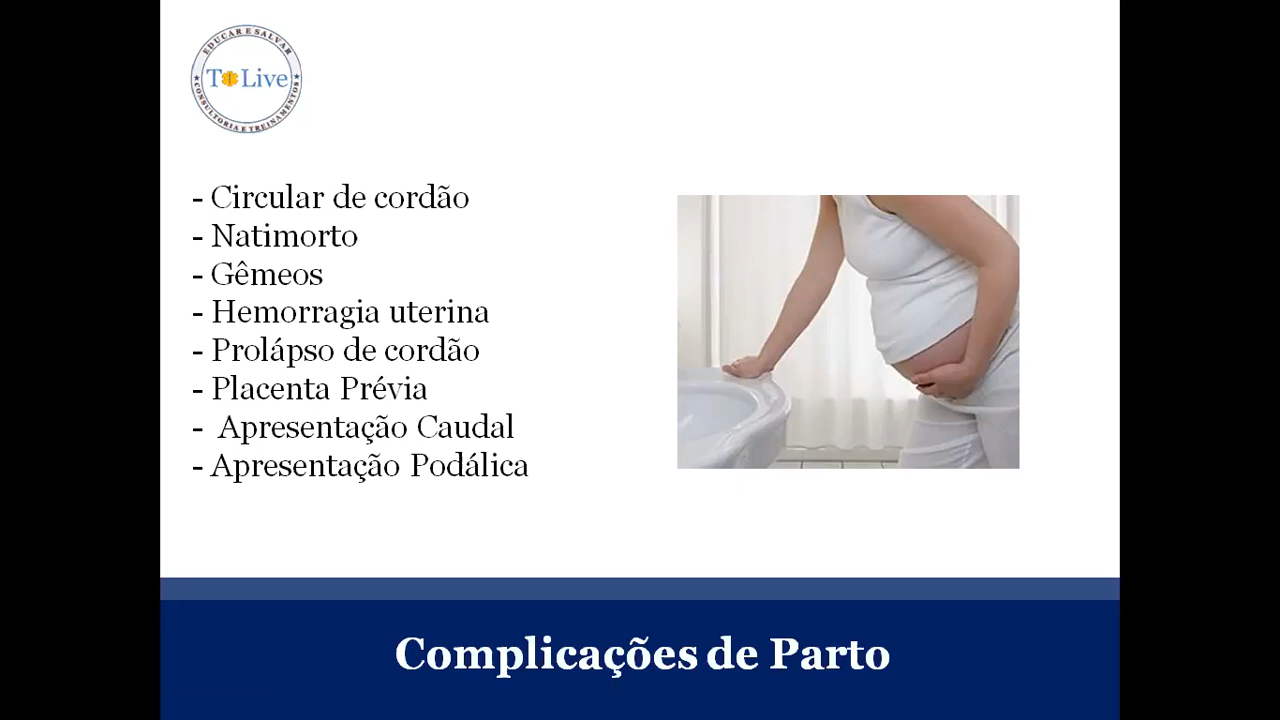 EDUCAR E SALVAR
To Live
CONSULTORIA E TREINAMENTOS
- Circular de cordão
- Natimorto
- Gêmeos
- Hemorragia uterina
- Prolápso de cordão
- Placenta Prévia
- Apresentação Caudal
- Apresentação Podálica
Complicações de Parto